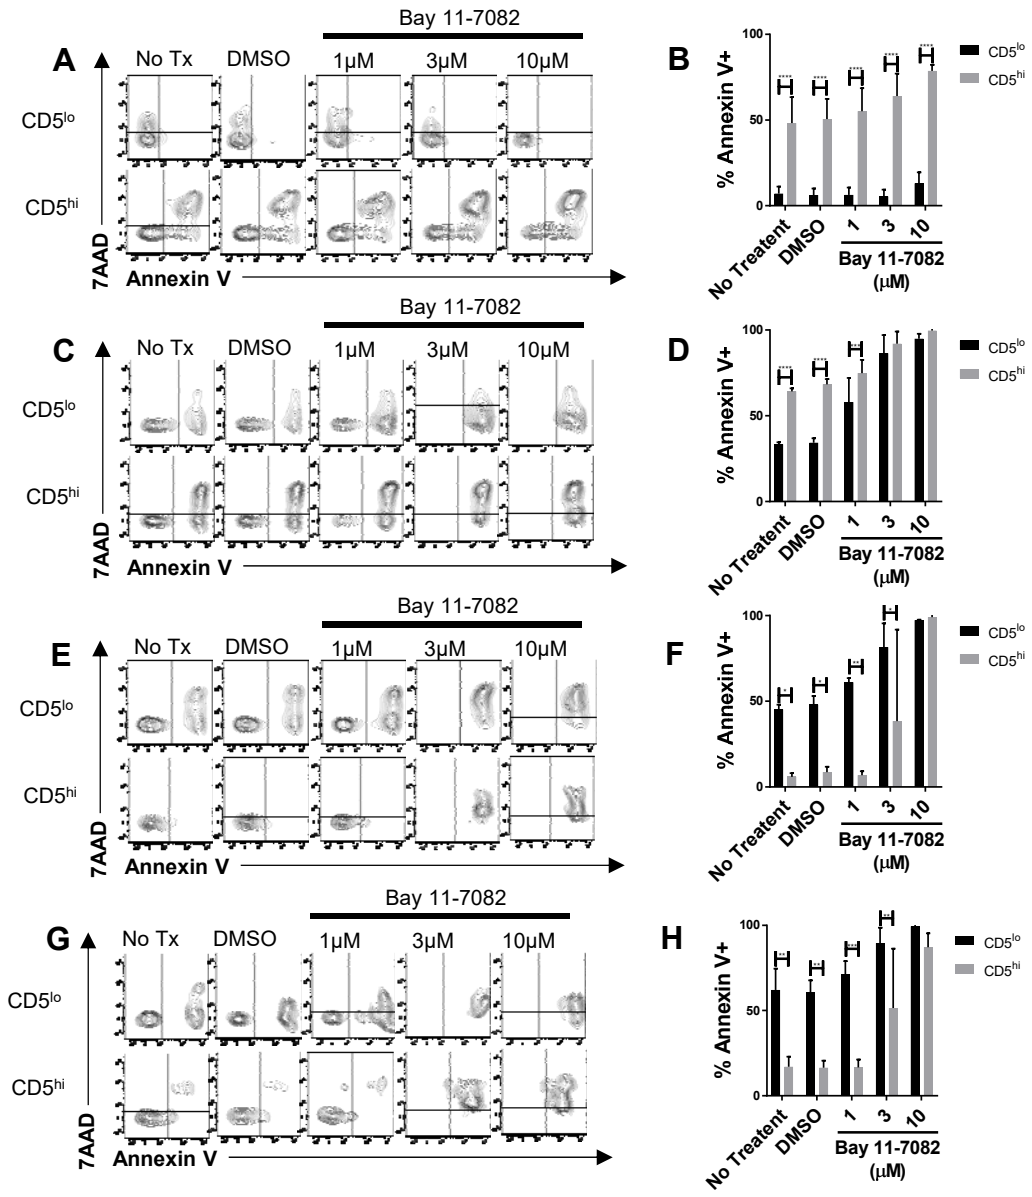 Bay 11-7082
A
No Tx DMSO 1µM 3µM 10µM
CD5lo
CD5hi
7AAD
Annexin V
B
% Annexin V+
100
50
0
****
****
****
****
****
CD5lo
CD5hi
No Treatent
DMSO
1
3
10
Bay 11-7082
(µM)
Bay 11-7082
C
No Tx DMSO 1µM 3µM 10µM
CD5lo
CD5hi
7AAD
Annexin V
D
% Annexin V+
100
50
0
****
****
CD5lo
CD5hi
No Treatent
DMSO
1
3
10
Bay 11-7082
(µM)
Bay 11-7082
E
No Tx DMSO 1µM 3µM 10µM
CD5lo
CD5hi
7AAD
Annexin V
F
% Annexin V+
100
50
0
*
*
**
*
CD5lo
CD5hi
No Treatent
DMSO
1
3
10
Bay 11-7082
(µM)
Bay 11-7082
G
No Tx DMSO 1µM 3µM 10µM
CD5lo
CD5hi
7AAD
Annexin V
H
% Annexin V+
100
50
0
**
**
***
**
CD5lo
CD5hi
No Treatent
DMSO
1
3
10
Bay 11-7082
(µM)